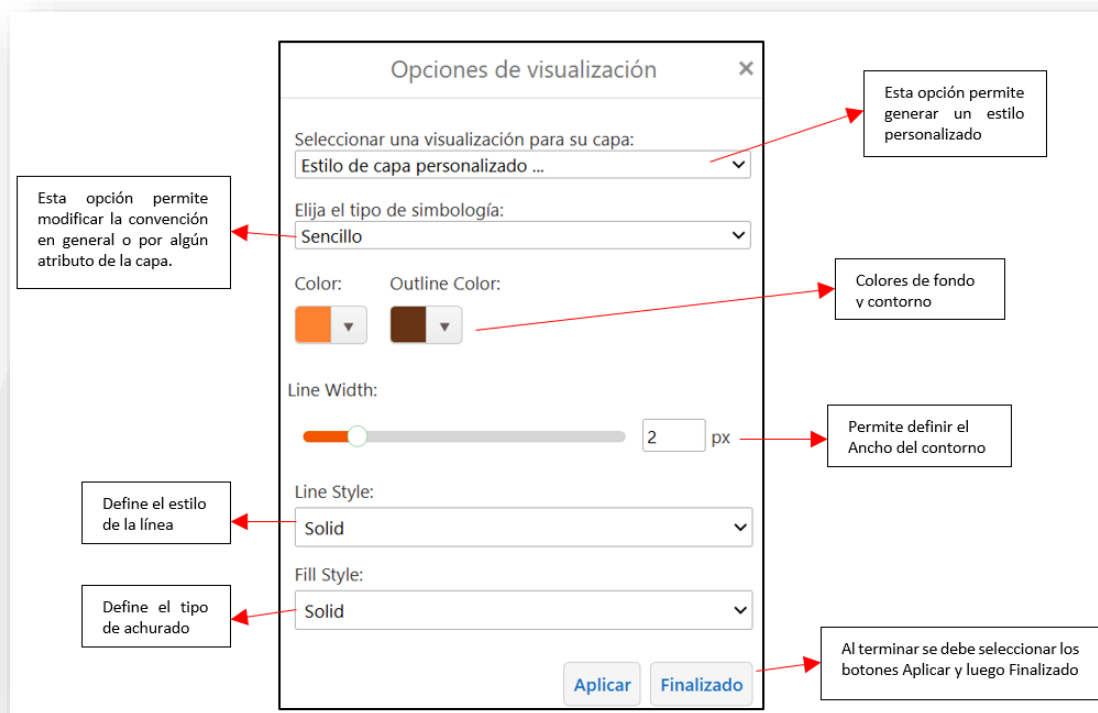 Opciones de visualización
×
Esta opción permite
generar un estilo
personalizado
Seleccionar una visualización para su capa:
Estilo de capa personalizado ...
Esta opción permite
modificar la convención
en general o por algún
atributo de la capa.
Elija el tipo de simbología:
Sencillo
Color: Outline Color:
Colores de fondo
y contorno
Line Width:
2 px
Permite definir el
Ancho del contorno
Define el estilo
de la línea
Line Style:
Solid
Define el tipo
de achurado
Fill Style:
Solid
Al terminar se debe seleccionar los
botones Aplicar y luego Finalizado
Aplicar Finalizado